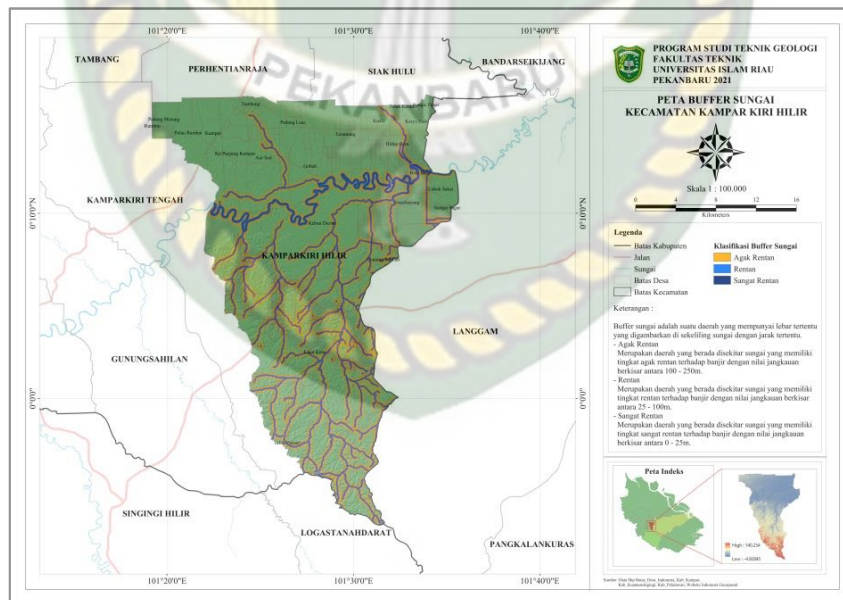 101°20'0"E
101°30'0"E
101°40'0"E
TAMBANG
PERHENTIANRAJA
SIAK HULU
BANDARSEIKIJANG
PEKANBARU
KAMPARKIRI TENGAH
KAMPARKIRI HILIR
LANGGAM
GUNUNGSAHILAN
SINGINGI HILIR
LOGASTANAHDARAT
PANGKALANKURAS
0°10'0"
0°0'0"
0°10'0"
0°0'0"
101°20'0"E
101°30'0"E
101°40'0"E
PROGRAM STUDI TEKNIK GEOLOGI
FAKULTAS TEKNIK
UNIVERSITAS ISLAM RIAU
PEKANBARU 2021
PETA BUFFER SUNGAI
KECAMATAN KAMPAR KIRI HILIR
Skala 1 : 100.000
0 4 8 12 16
Kilometers
Legenda
Batas Kabupaten
Jalan
Sungai
Batas Desa
Batas Kecamatan
Klasifikasi Buffer Sungai
Agak Rentan
Rentan
Sangat Rentan
Keterangan :
Buffer sungai adalah suatu daerah yang mempunyai lebar tertentu
yang digambarkan di sekeliling sungai dengan jarak tertentu.
- Agak Rentan
Merupakan daerah yang berada disekitar sungai yang memiliki
tingkat agak rentan terhadap banjir dengan nilai jangkauan
berkisar antara 100 - 250m.
- Rentan
Merupakan daerah yang berada disekitar sungai yang memiliki
tingkat rentan terhadap banjir dengan nilai jangkauan berkisar
antara 25 - 100m.
- Sangat Rentan
Merupakan daerah yang berada disekitar sungai yang memiliki
tingkat sangat rentan terhadap banjir dengan nilai jangkauan
berkisar antara 0 - 25m.
Peta Indeks